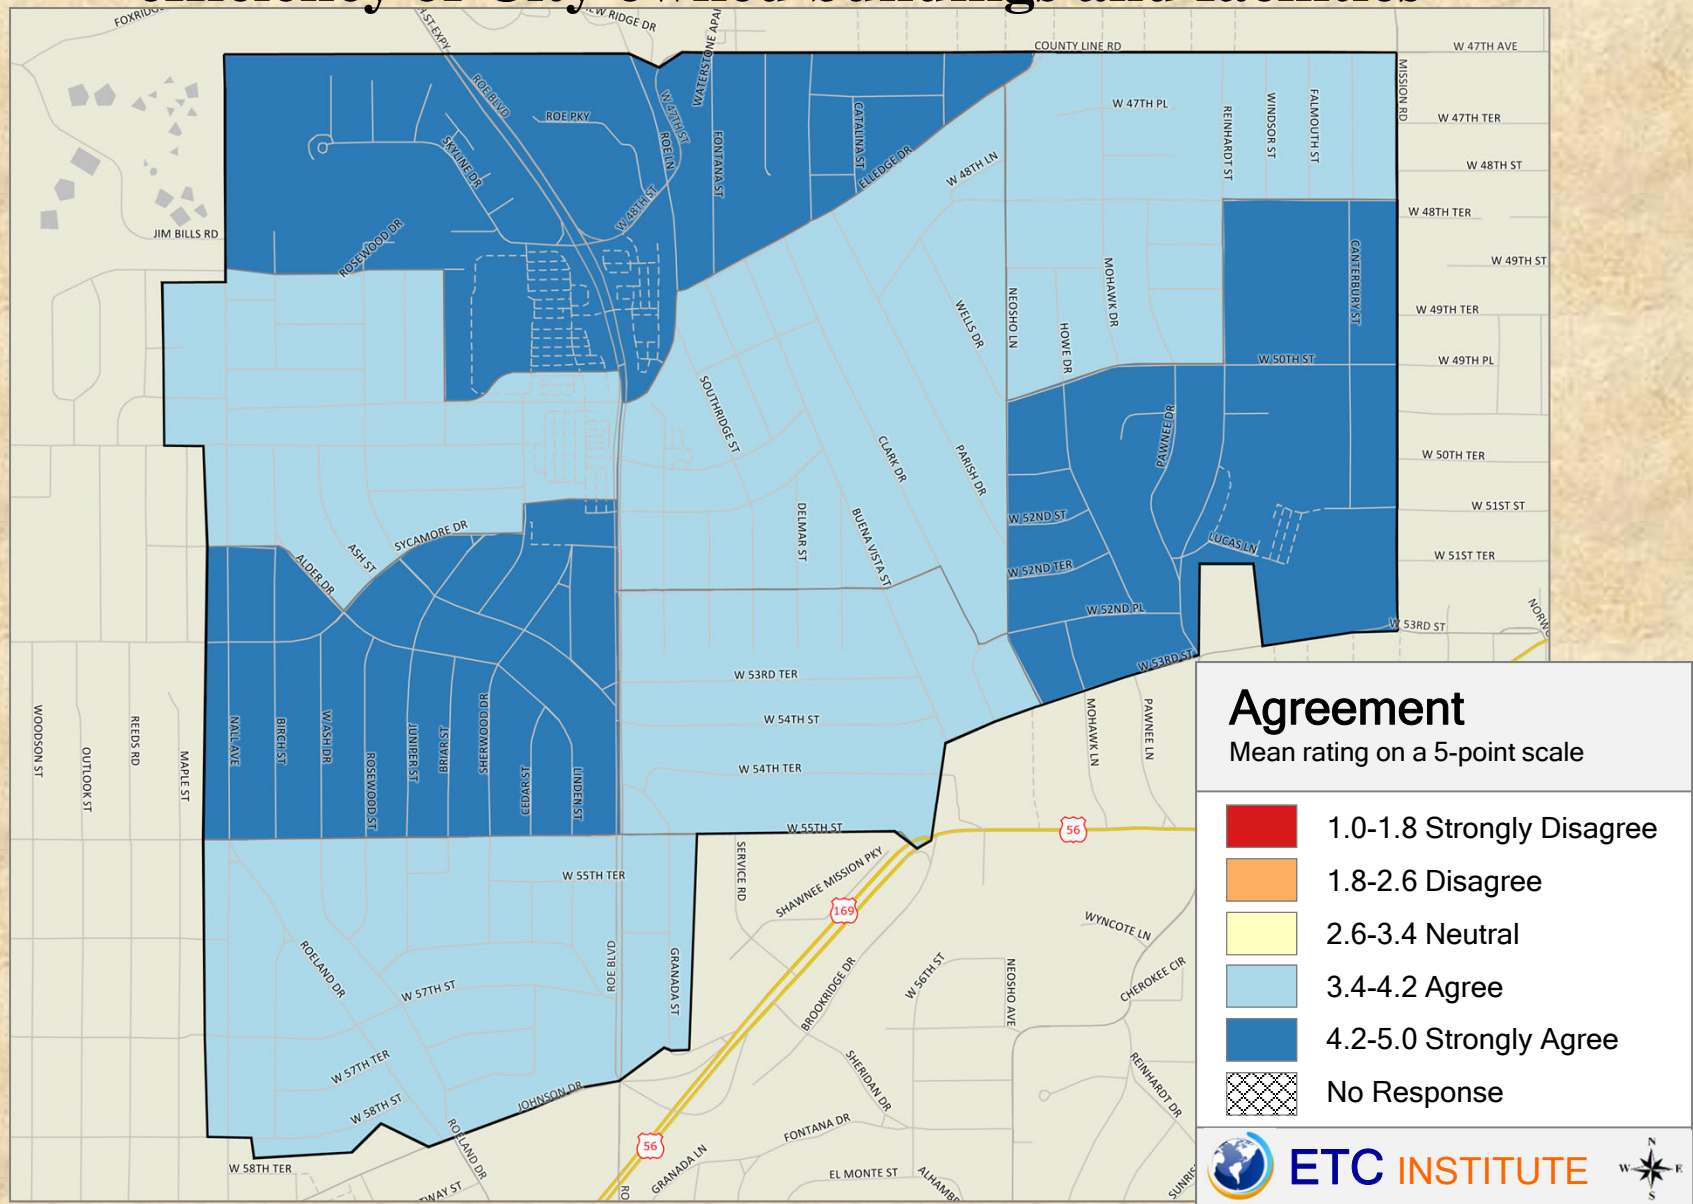 efficiency of City-owned buildings and facilities
COUNTY LINE RD
W 47TH AVE
ROE BLVD
WATERSTONE APA
W 47TH ST
MISSION RD
W 47TH PL
W 47TH TER
ROE PKY
CATALINA ST
REINHARDT ST
WINDSOR ST
FALMOUTH ST
SKYLINE DR
ROE LN
FONTANA ST
ELLEDGE DR
W 48TH LN
W 48TH ST
W 48TH ST
W 48TH TER
JIM BILLS RD
ROSEWOOD DR
CANTERBURY ST
W 49TH ST
NEOSHO LN
MOHAWK DR
WELLS DR
HOWE DR
W 49TH TER
W 50TH ST
W 49TH PL
SOUTHRIDGE ST
CLARK DR
PARISH DR
PAWNEE DR
W 50TH TER
SYCAMORE DR
ASH ST
ALDER DR
DELMAR ST
BUENA VISTA ST
W 52ND ST
W 51ST ST
LUCAS LN
W 51ST TER
W 52ND TER
W 52ND PL
W 53RD ST
W 53RD ST
W 53RD TER
W 54TH ST
W 54TH TER
W 55TH ST
WOODSON ST
OUTLOOK ST
REEDS RD
MAPLE ST
NALL AVE
BIRCH ST
W ASH DR
ROSEWOOD ST
JUNIPER ST
BRIAR ST
SHERWOOD DR
CEDAR ST
LINDEN ST
MOHAWK LN
PAWNEE LN
56
SERVICE RD
SHAWNEE MISSION PKY
169
W 55TH TER
ROELAND DR
W 57TH ST
ROE BLVD
GRANADA ST
BROOKRIDGE DR
W 56TH ST
NEOSHO AVE
WYNCOTE LN
CHEROKEE CIR
W 57TH TER
W 58TH ST
JOHNSON DR
ROELAND DR
SHERIDAN DR
REINHARDT DR
FONTANA DR
56
GRANADA LN
EL MONTE ST
W 58TH TER
Agreement
Mean rating on a 5-point scale
1.0-1.8 Strongly Disagree
1.8-2.6 Disagree
2.6-3.4 Neutral
3.4-4.2 Agree
4.2-5.0 Strongly Agree
No Response
ETC INSTITUTE
N
W E
S